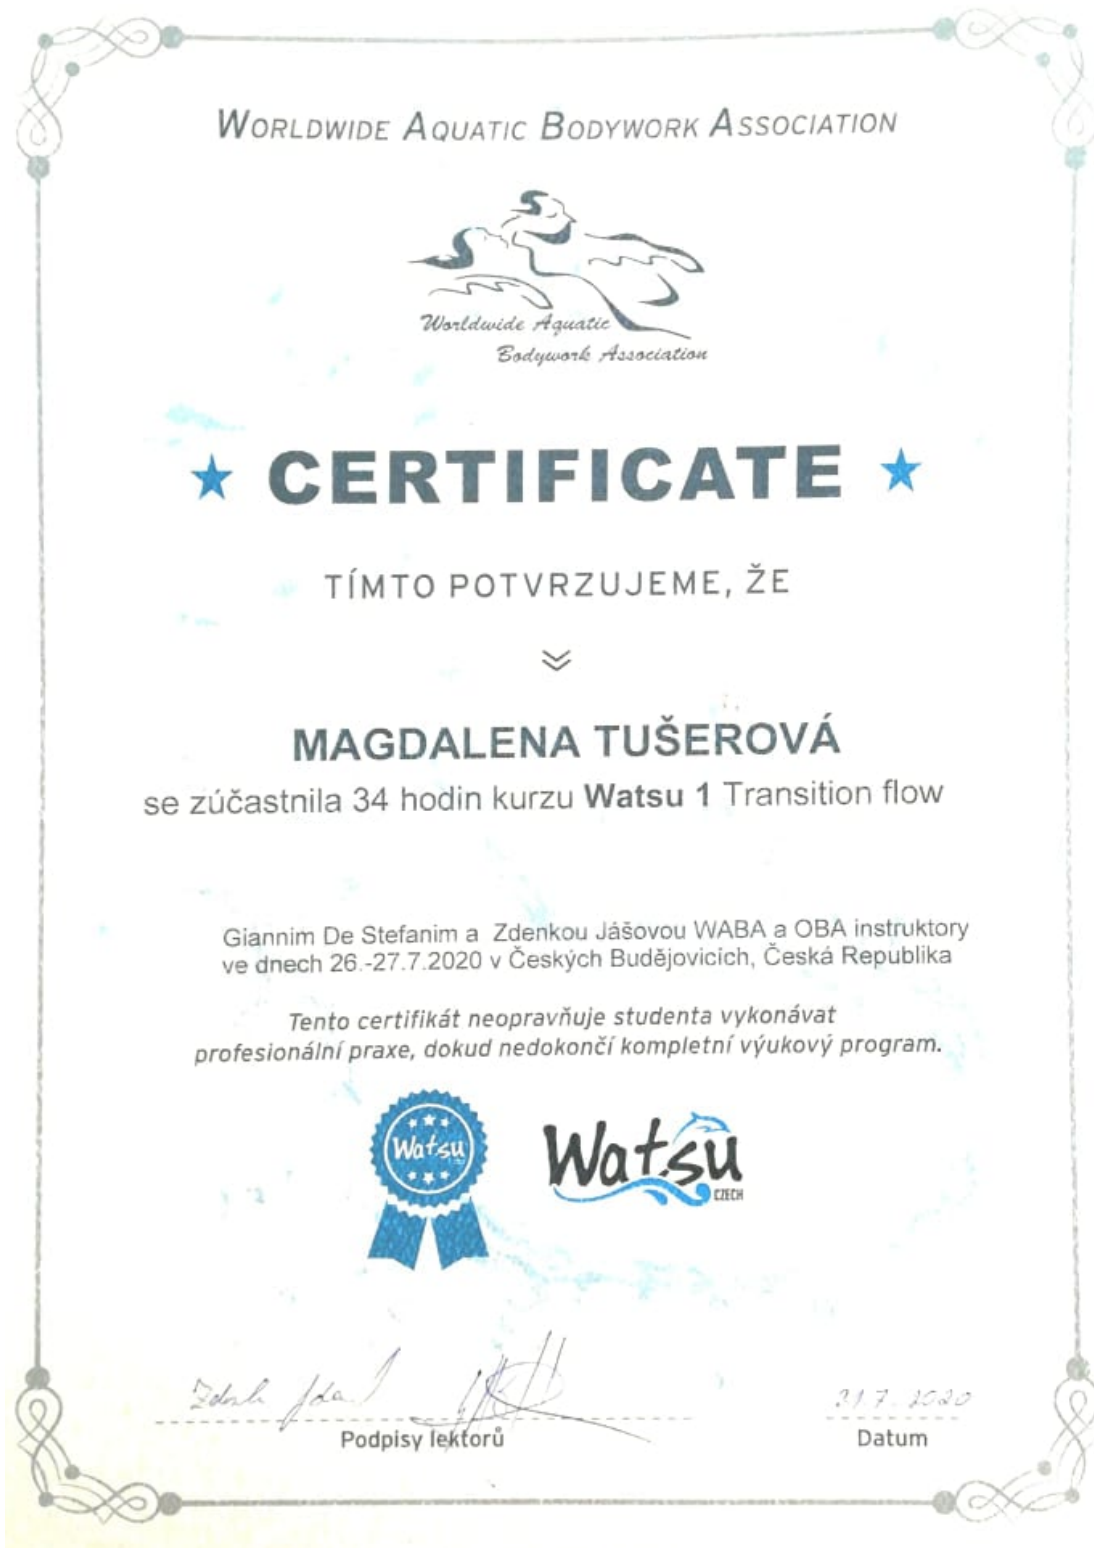 WORLDWIDE AQUATIC BODYWORK ASSOCIATION
Worldwide Aquatic
Bodywork Association
CERTIFICATE
TÍMTO POTVRZUJEME, ŽE
MAGDALENA TUŠEROVÁ
se zúčastnila 34 hodin kurzu Watsu 1 Transition flow
Giannim De Stefanim a Zdenkou Jášovou WABA a OBA instruktory
ve dnech 26.-27.7.2020 v Českých Budějovicích, Česká Republika
Tento certifikát neopravňuje studenta vykonávat
profesionální praxe, dokud nedokončí kompletní výukový program.
Watsu
Watsu
CZECH
31.7.2020
Podpisy lektorů
Datum